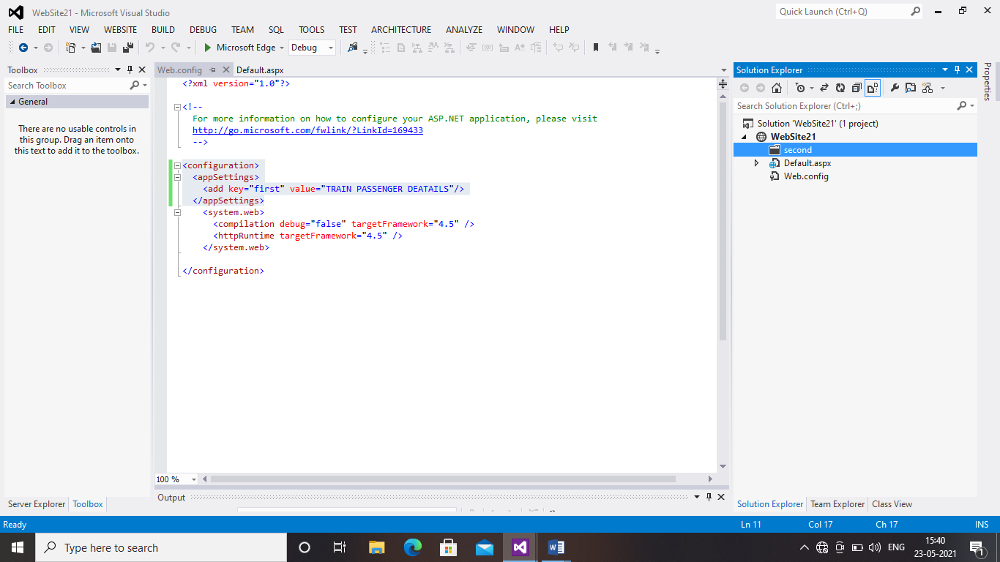 WebSite21 - Microsoft Visual Studio
Quick Launch (Ctrl+Q)
FILE EDIT VIEW WEBSITE BUILD DEBUG TEAM SQL TOOLS TEST ARCHITECTURE ANALYZE WINDOW HELP
Microsoft Edge Debug
Toolbox
Search Toolbox
General
There are no usable controls in
this group. Drag an item onto
this text to add it to the toolbox.
Server Explorer Toolbox
Web.config Default.aspx
<?xml version="1.0"?>
<!--
For more information on how to configure your ASP.NET application, please visit
http://go.microsoft.com/fwlink/?LinkId=169433
-->
<configuration>
<appSettings>
<add key="first" value="TRAIN PASSENGER DEATAILS"/>
</appSettings>
<system.web>
<compilation debug="false" targetFramework="4.5" />
<httpRuntime targetFramework="4.5" />
</system.web>
</configuration>
100 %
Output
Solution Explorer
Search Solution Explorer (Ctrl+;)
Solution 'WebSite21' (1 project)
WebSite21
second
Default.aspx
Web.config
Solution Explorer Team Explorer Class View
Properties
Ready Ln 11 Col 17 Ch 17 INS
Type here to search
ENG
15:40
23-05-2021
1